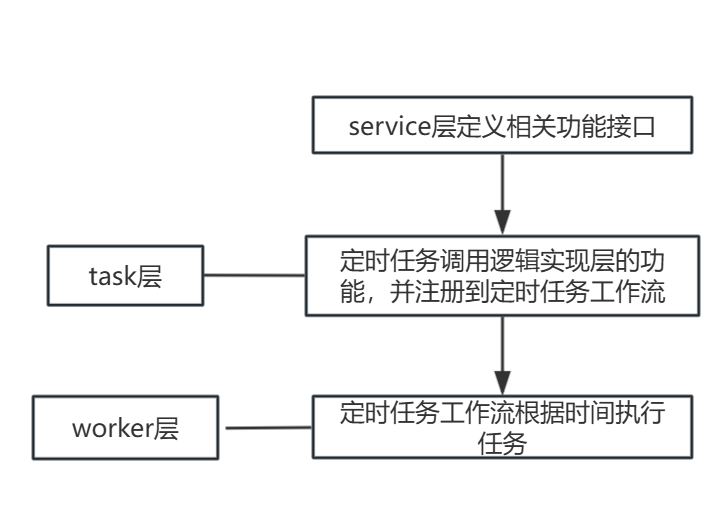 service层定义相关功能接口
task层
定时任务调用逻辑实现层的功
能，并注册到定时任务工作流
worker层
定时任务工作流根据时间执行
任务